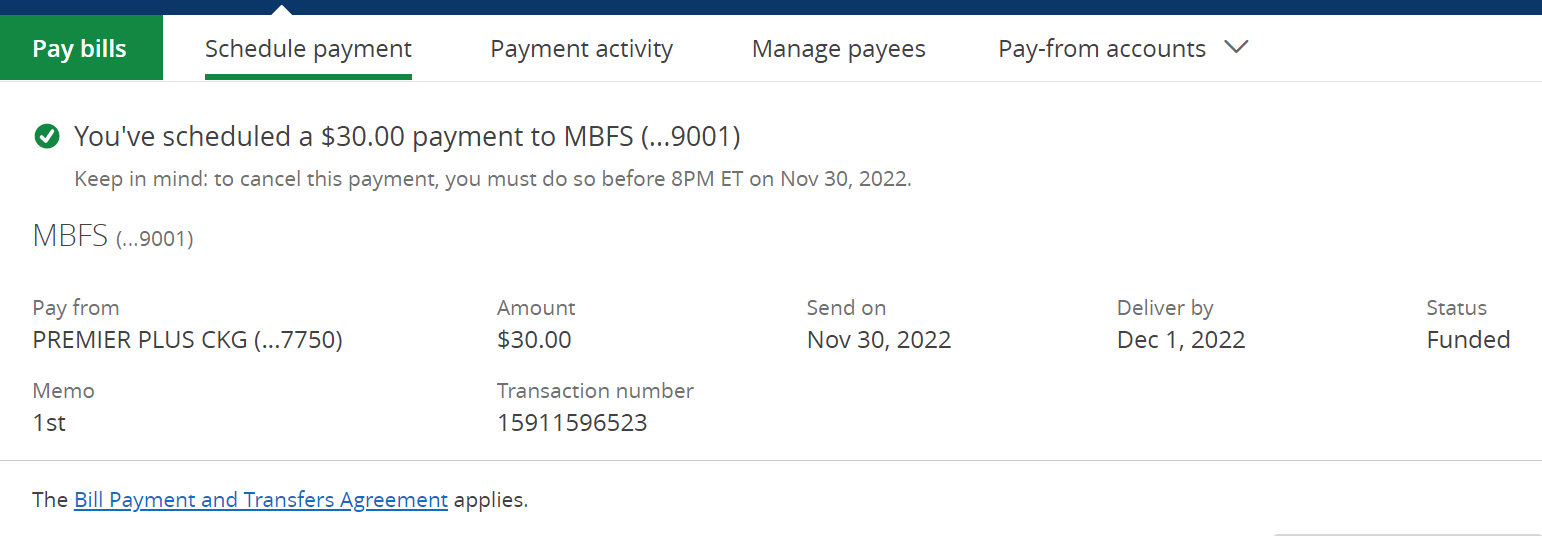 Pay bills Schedule payment Payment activity Manage payees Pay-from accounts
You've scheduled a $30.00 payment to MBFS (...9001)
Keep in mind: to cancel this payment, you must do so before 8PM ET on Nov 30, 2022.
MBFS (...9001)
Pay from Amount Send on Deliver by Status
PREMIER PLUS CKG (...7750) $30.00 Nov 30, 2022 Dec 1, 2022 Funded
Memo Transaction number
1st 15911596523
The Bill Payment and Transfers Agreement applies.